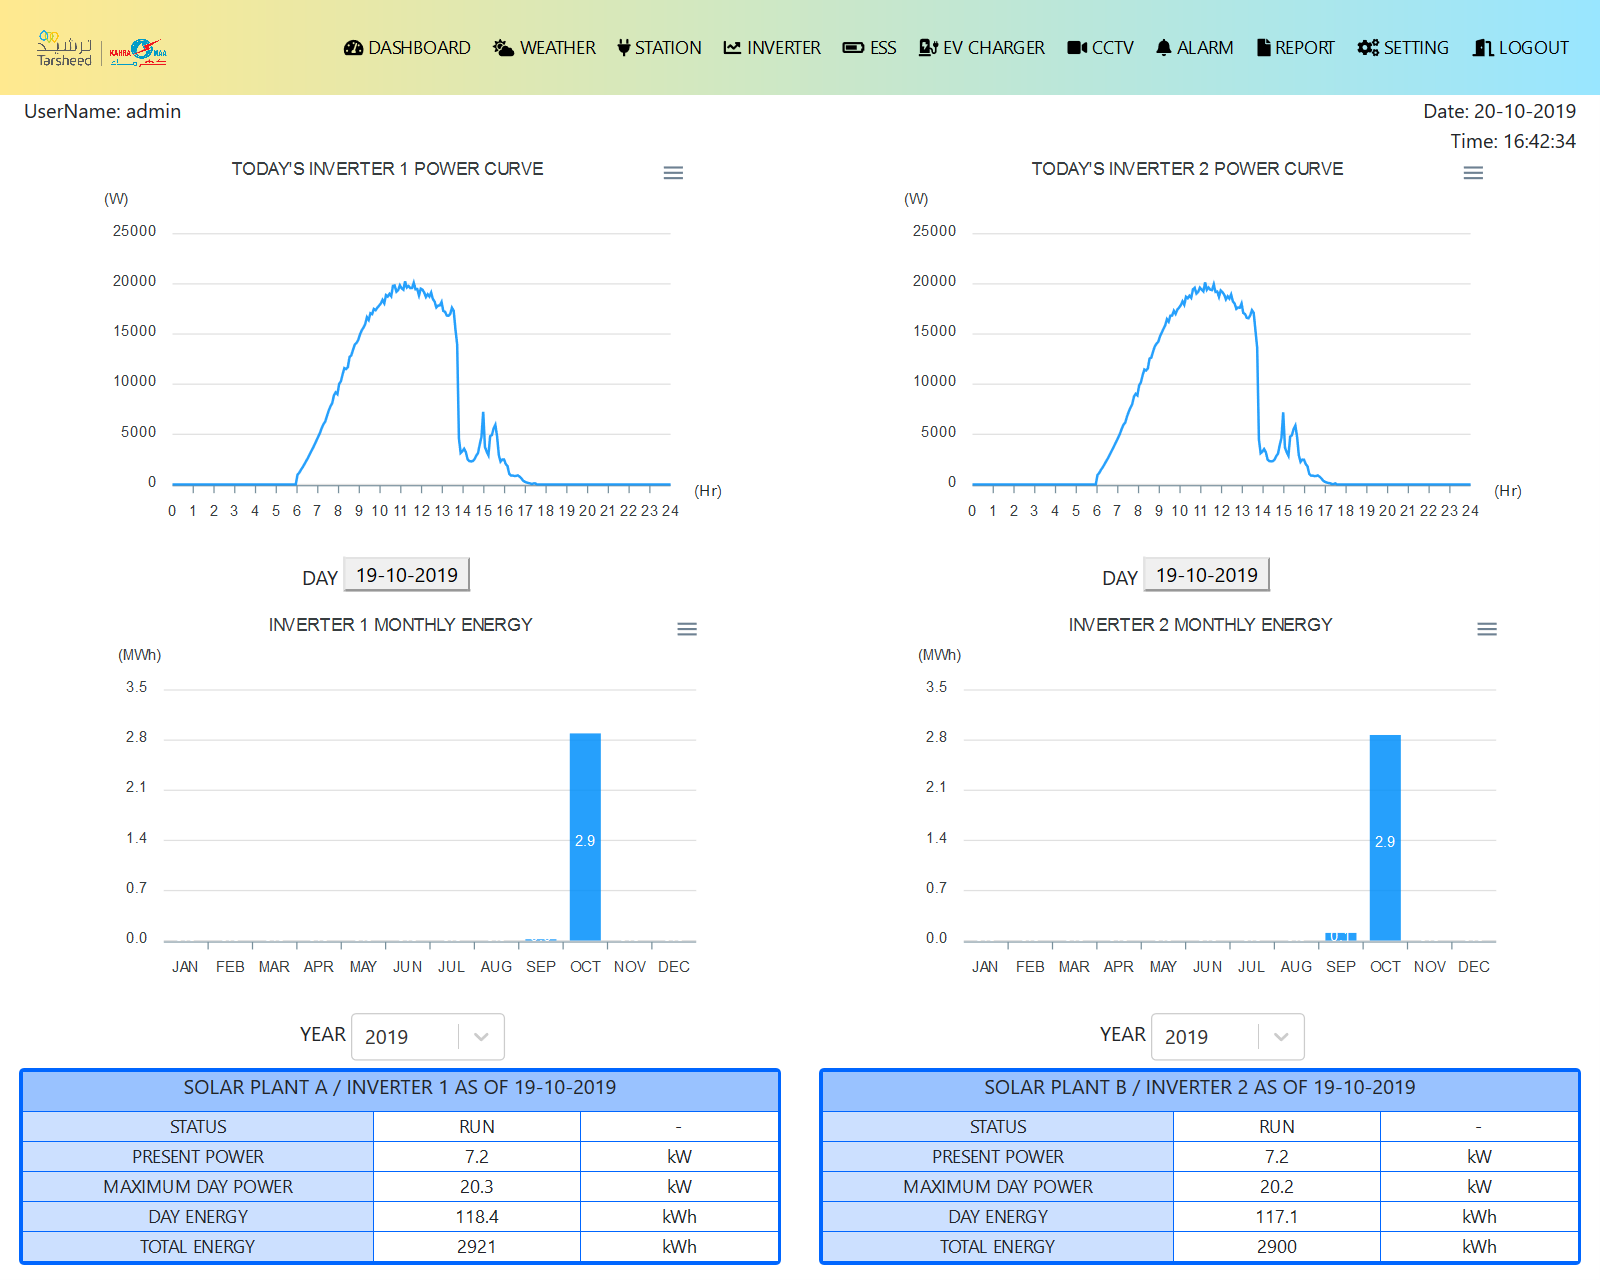 ترشيد
Tarsheed
KAHRAMAA
كهرماء
DASHBOARD WEATHER STATION INVERTER ESS EV CHARGER CCTV ALARM REPORT SETTING LOGOUT
UserName: admin
Date: 20-10-2019
Time: 16:42:34
TODAY'S INVERTER 1 POWER CURVE
(W)
25000
20000
15000
10000
5000
0
(Hr)
0 1 2 3 4 5 6 7 8 9 10 11 12 13 14 15 16 17 18 19 20 21 22 23 24
DAY 19-10-2019
TODAY'S INVERTER 2 POWER CURVE
(W)
25000
20000
15000
10000
5000
0
(Hr)
0 1 2 3 4 5 6 7 8 9 10 11 12 13 14 15 16 17 18 19 20 21 22 23 24
DAY 19-10-2019
INVERTER 1 MONTHLY ENERGY
(MWh)
3.5
2.8
2.1
1.4
0.7
0.0
2.9
JAN FEB MAR APR MAY JUN JUL AUG SEP OCT NOV DEC
YEAR 2019
INVERTER 2 MONTHLY ENERGY
(MWh)
3.5
2.8
2.1
1.4
0.7
0.0
2.9
JAN FEB MAR APR MAY JUN JUL AUG SEP OCT NOV DEC
YEAR 2019
SOLAR PLANT A / INVERTER 1 AS OF 19-10-2019
STATUS RUN -
PRESENT POWER 7.2 kW
MAXIMUM DAY POWER 20.3 kW
DAY ENERGY 118.4 kWh
TOTAL ENERGY 2921 kWh
SOLAR PLANT B / INVERTER 2 AS OF 19-10-2019
STATUS RUN -
PRESENT POWER 7.2 kW
MAXIMUM DAY POWER 20.2 kW
DAY ENERGY 117.1 kWh
TOTAL ENERGY 2900 kWh